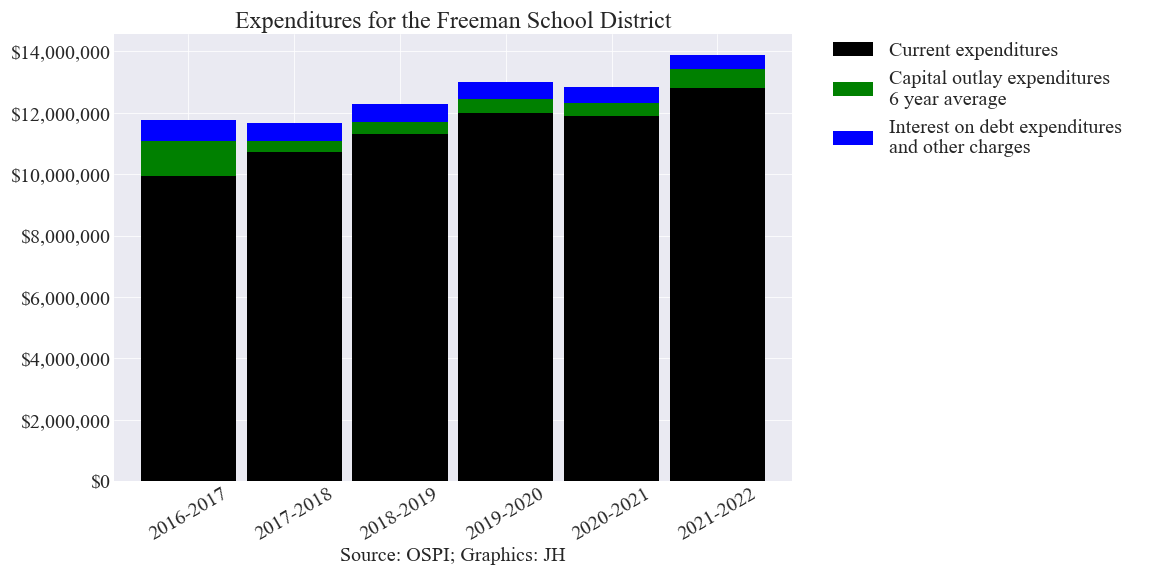 Expenditures for the Freeman School District
$14,000,000
$12,000,000
$10,000,000
$8,000,000
$6,000,000
$4,000,000
$2,000,000
$0
2016-2017
2017-2018
2018-2019
2019-2020
2020-2021
2021-2022
Source: OSPI; Graphics: JH
Current expenditures
Capital outlay expenditures
6 year average
Interest on debt expenditures
and other charges